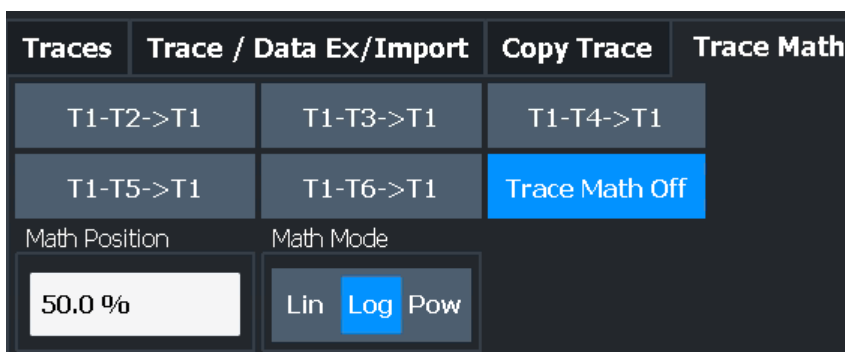 Traces Trace / Data Ex/Import Copy Trace Trace Math
T1-T2->T1 T1-T3->T1 T1-T4->T1
T1-T5->T1 T1-T6->T1 Trace Math Off
Math Position Math Mode
50.0 % Lin Log Pow